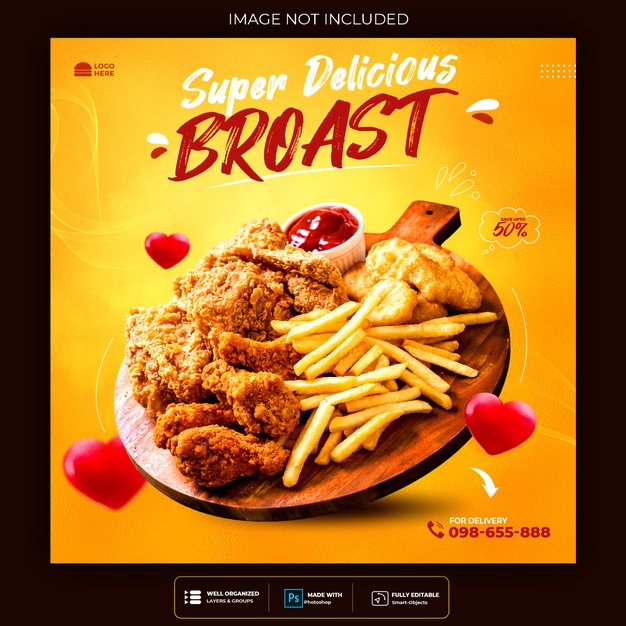 IMAGE NOT INCLUDED
LOGO
HERE
Super Delicious
BROAST
SAVE UPTO
50%
FOR DELIVERY
098-655-888
WELL ORGANIZED
LAYERS & GROUPS
Ps
MADE WITH
Photoshop
FULLY EDITABLE
Smart-Objects